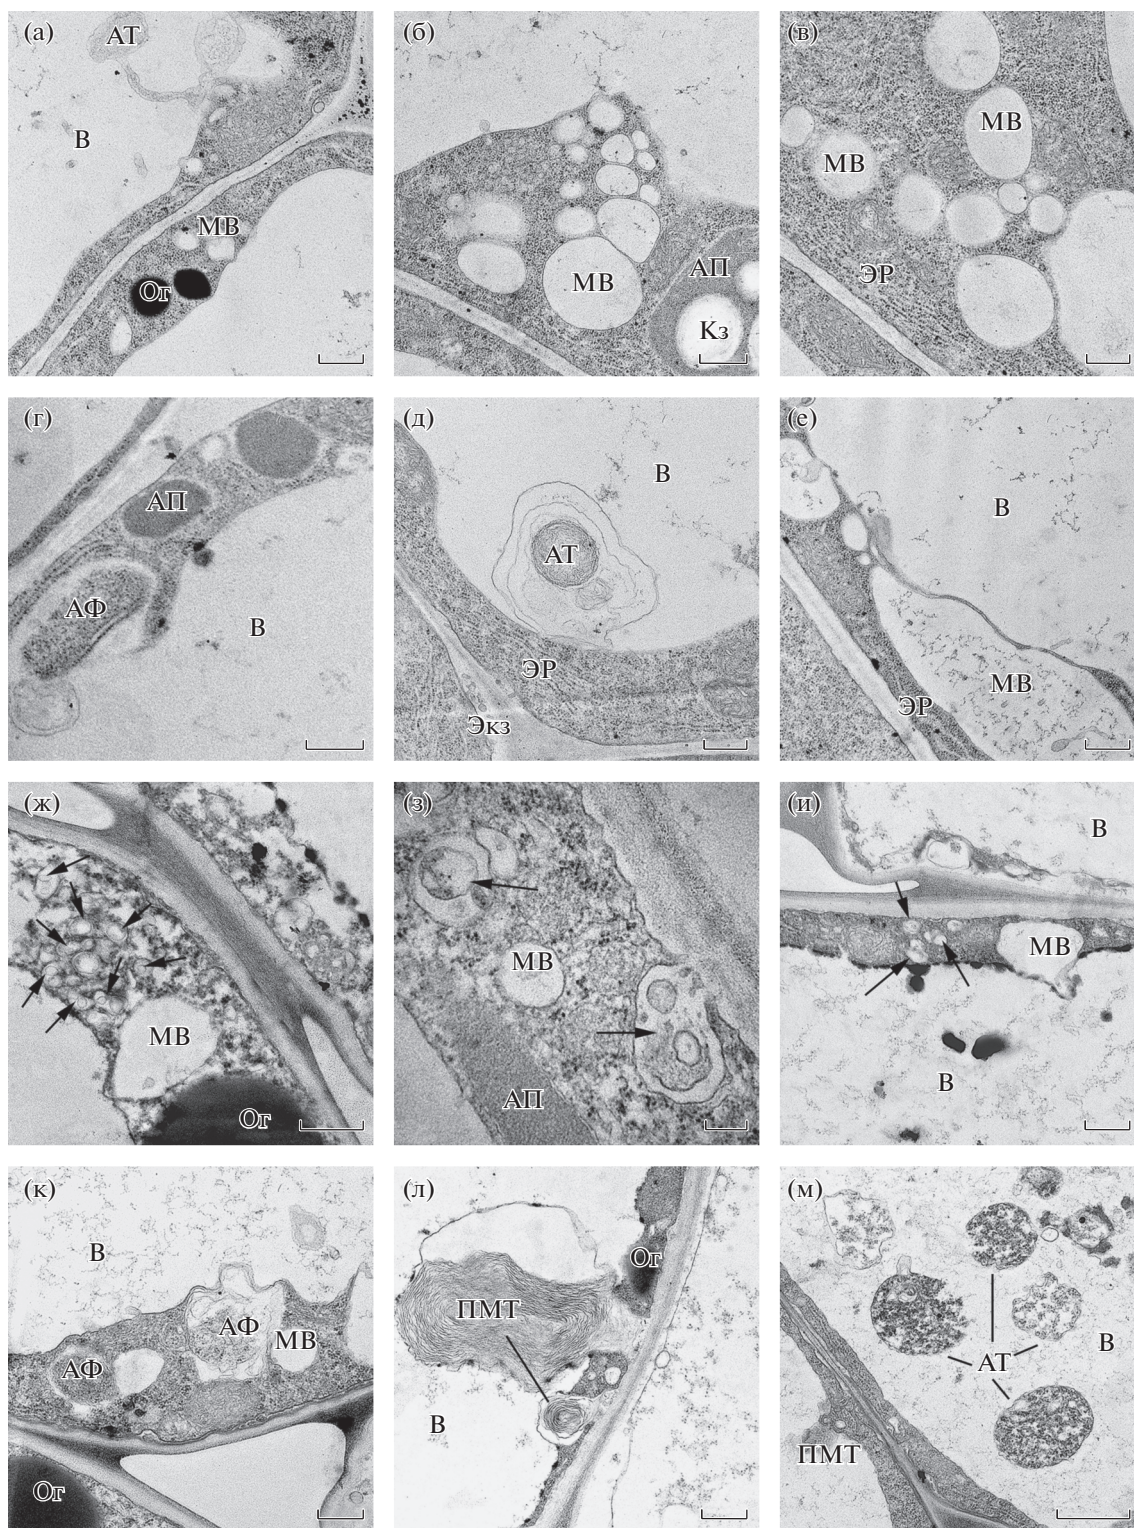 (а)
АТ
В
МВ
Ог
(б)
МВ
АП
Кз
(в)
МВ
МВ
ЭР
(г)
АП
АФ
В
(д)
В
АТ
ЭР
Экз
(е)
В
МВ
ЭР
(ж)
МВ
Ог
(з)
МВ
АП
(и)
В
МВ
В
(к)
В
АФ
МВ
АФ
Ог
(л)
Ог
ПМТ
В
(м)
В
АТ
ПМТ